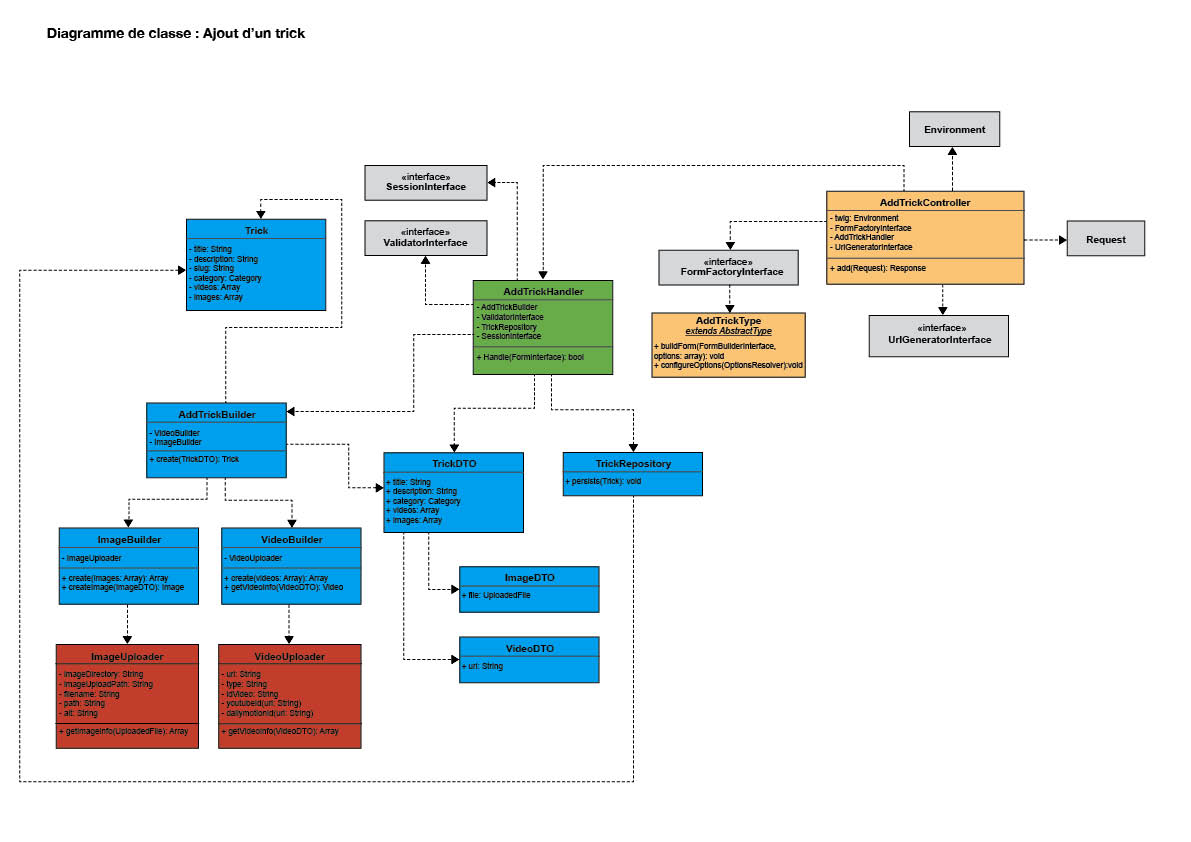 Diagramme de classe : Ajout d'un trick
Environment
«interface»
SessionInterface
AddTrickController
- twig: Environment
- FormFactoryInterface
- AddTrickHandler
- UrlGeneratorInterface
+ add(Request): Response
Request
Trick
- title: String
- description: String
- slug: String
- category: Category
- videos: Array
- images: Array
«interface»
ValidatorInterface
«interface»
FormFactoryInterface
AddTrickHandler
- AddTrickBuilder
- ValidatorInterface
- TrickRepository
- SessionInterface
+ Handle(FormInterface): bool
AddTrickType
extends AbstractType
+ buildForm(FormBuilderInterface,
options: array): void
+ configureOptions(OptionsResolver):void
«interface»
UrlGeneratorInterface
AddTrickBuilder
- VideoBuilder
- ImageBuilder
+ create(TrickDTO): Trick
TrickDTO
+ title: String
+ description: String
+ category: Category
+ videos: Array
+ images: Array
TrickRepository
+ persists(Trick): void
ImageBuilder
- ImageUploader
+ create(images: Array): Array
+ createImage(ImageDTO): Image
VideoBuilder
- VideoUploader
+ create(videos: Array): Array
+ getVideoInfo(VideoDTO): Video
ImageDTO
+ file: UploadedFile
VideoDTO
+ url: String
ImageUploader
- imageDirectory: String
- imageUploadPath: String
- filename: String
- path: String
- alt: String
+ getImageInfo(UploadedFile): Array
VideoUploader
- url: String
- type: String
- idVideo: String
- youtubeId(url: String)
- dailymotionId(url: String)
+ getVideoInfo(VideoDTO): Array